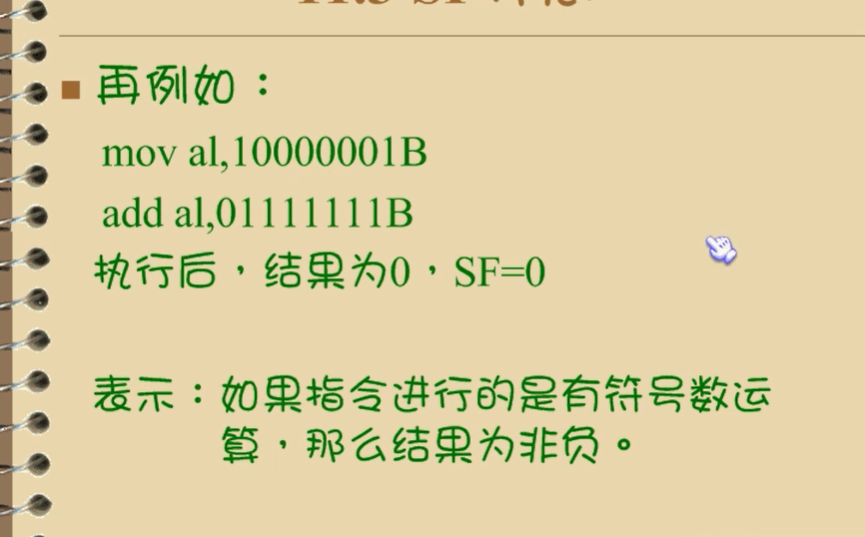 再例如：
mov al,10000001B
add al,01111111B
执行后，结果为0，SF=0
表示：如果指令进行的是有符号数运
算，那么结果为非负。